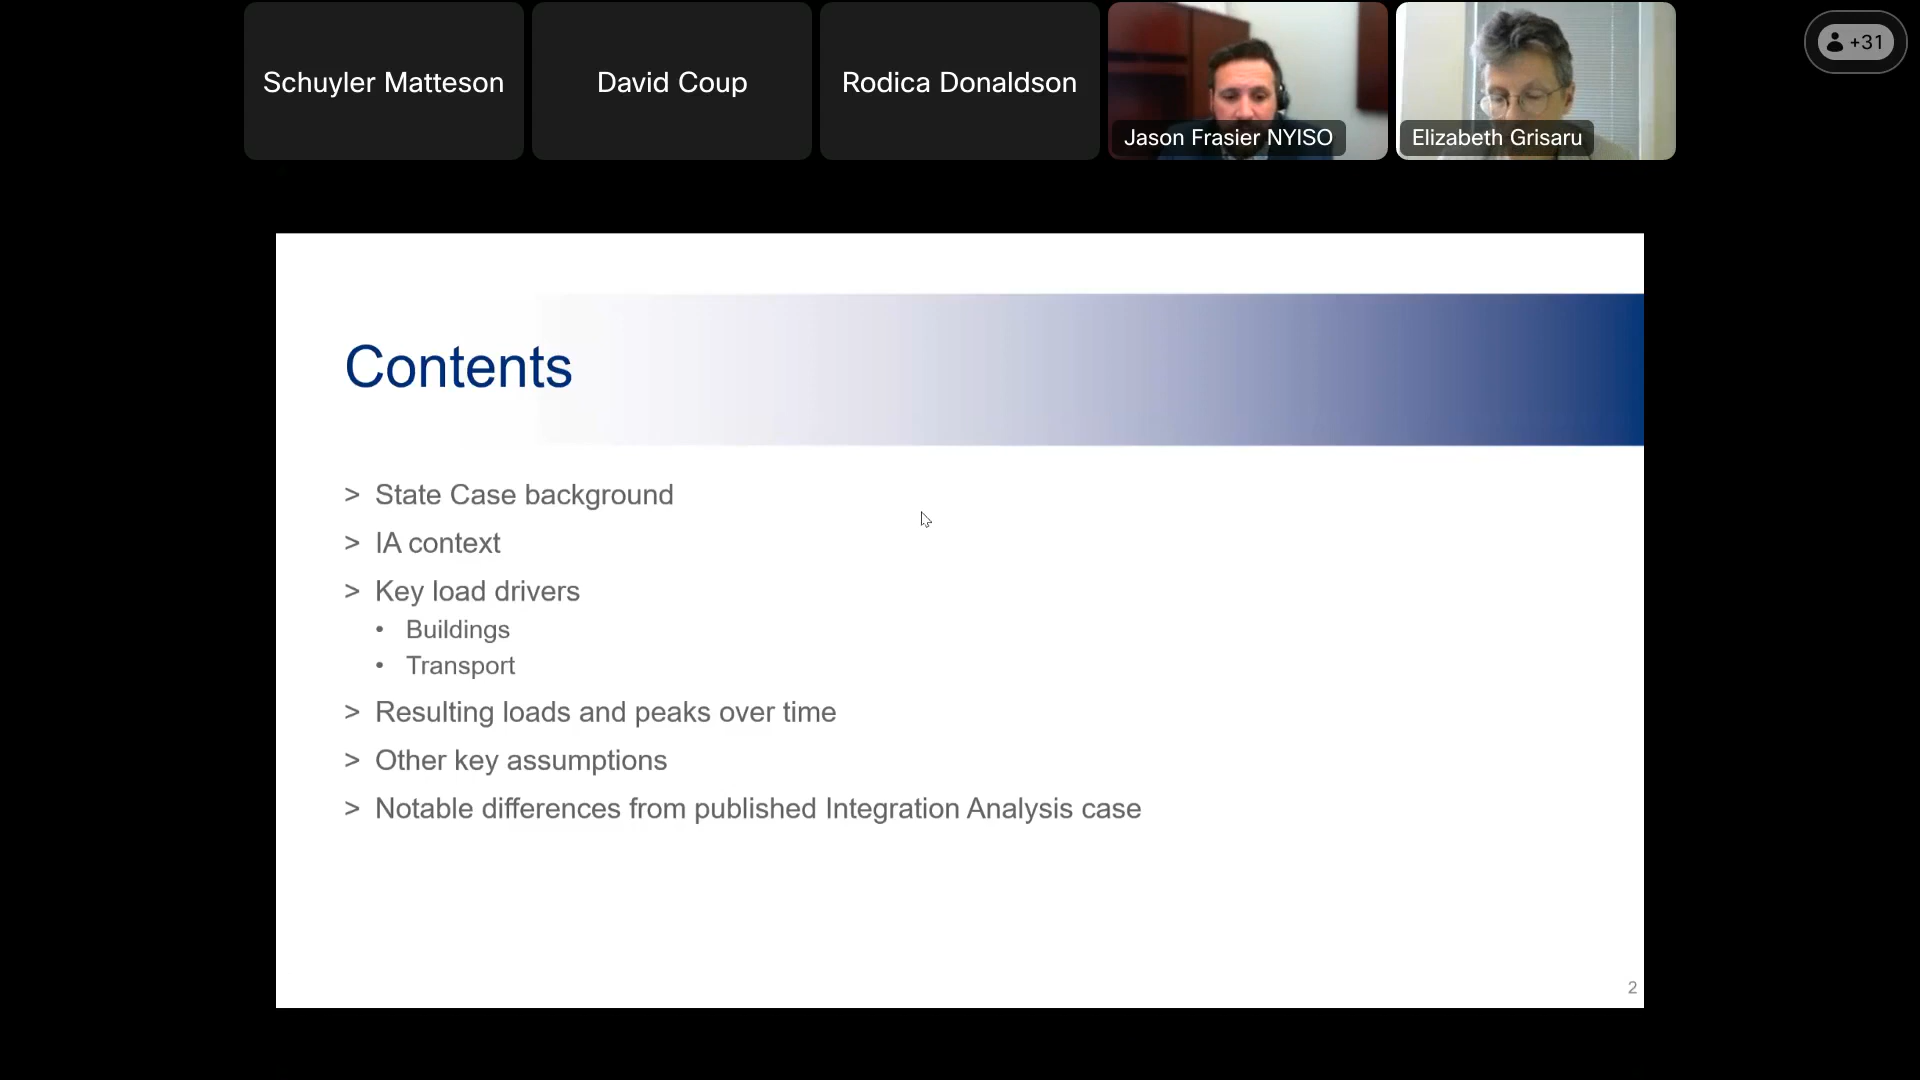 Schuyler Matteson
David Coup
Rodica Donaldson
Jason Frasier NYISO
Elizabeth Grisaru
+31
Contents
> State Case background
> IA context
> Key load drivers
• Buildings
• Transport
> Resulting loads and peaks over time
> Other key assumptions
> Notable differences from published Integration Analysis case
2